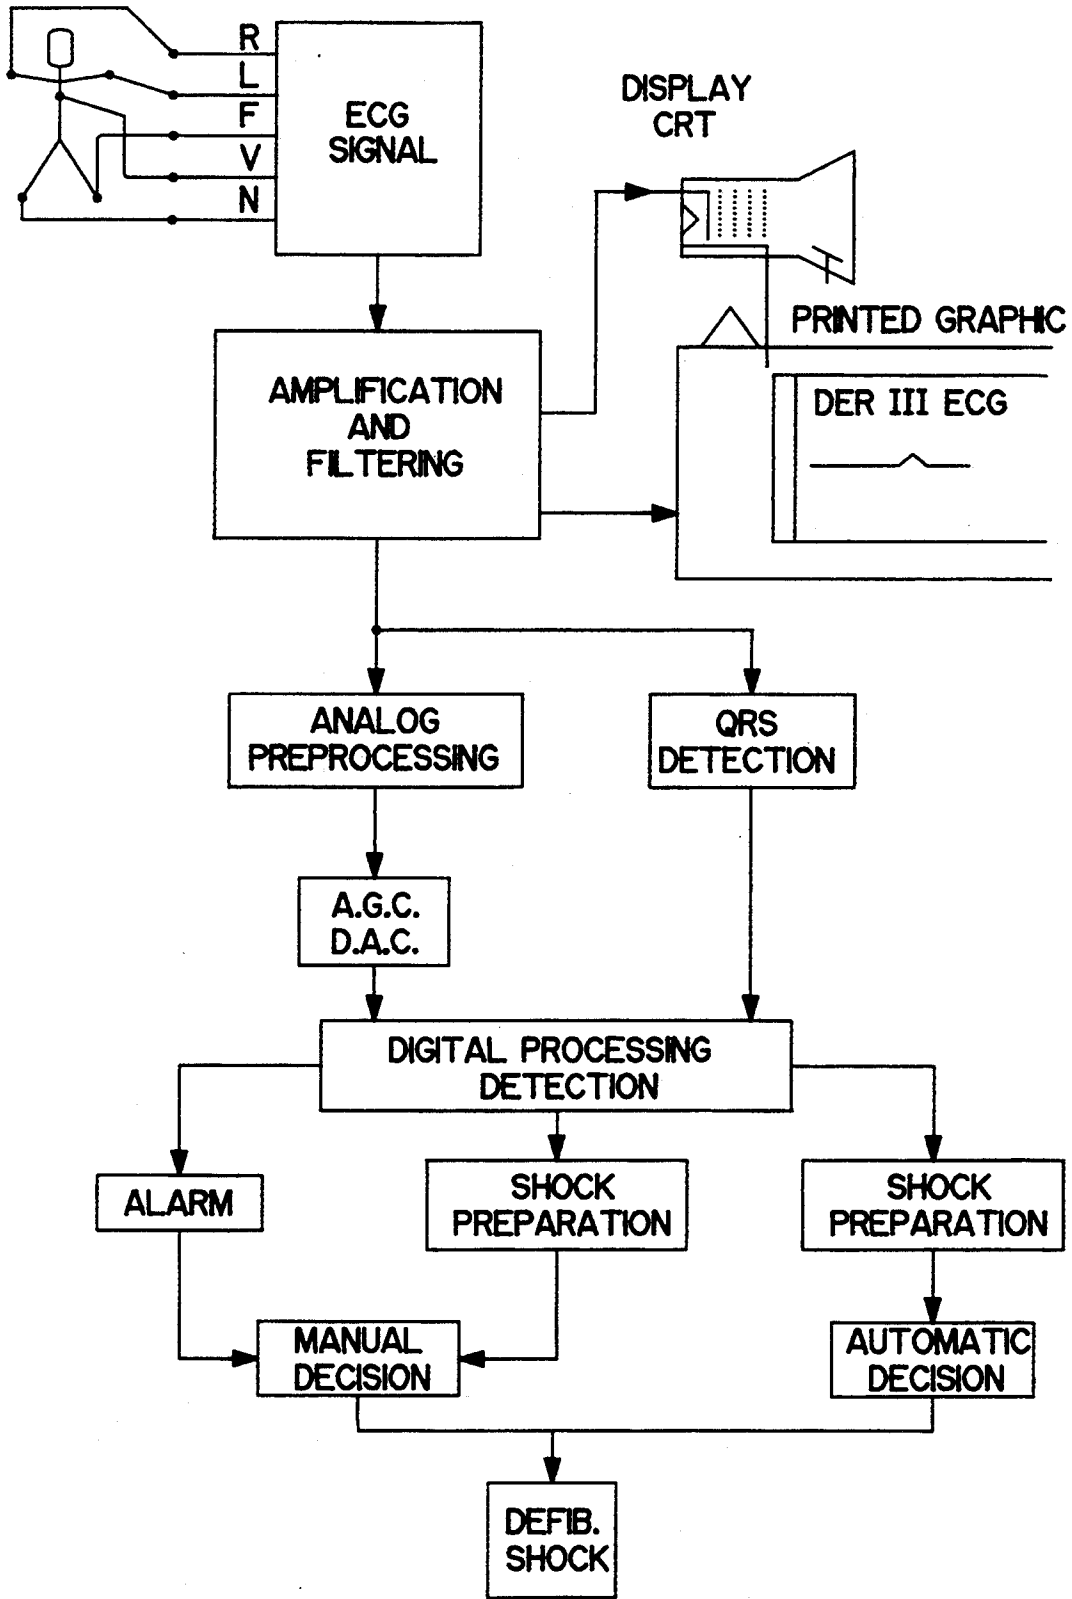 R
L
F
V
N
ECG
SIGNAL
DISPLAY
CRT
PRINTED GRAPHIC
DER III ECG
AMPLIFICATION
AND
FILTERING
ANALOG
PREPROCESSING
QRS
DETECTION
A.G.C.
D.A.C.
DIGITAL PROCESSING
DETECTION
ALARM
SHOCK
PREPARATION
SHOCK
PREPARATION
MANUAL
DECISION
AUTOMATIC
DECISION
DEFIB.
SHOCK